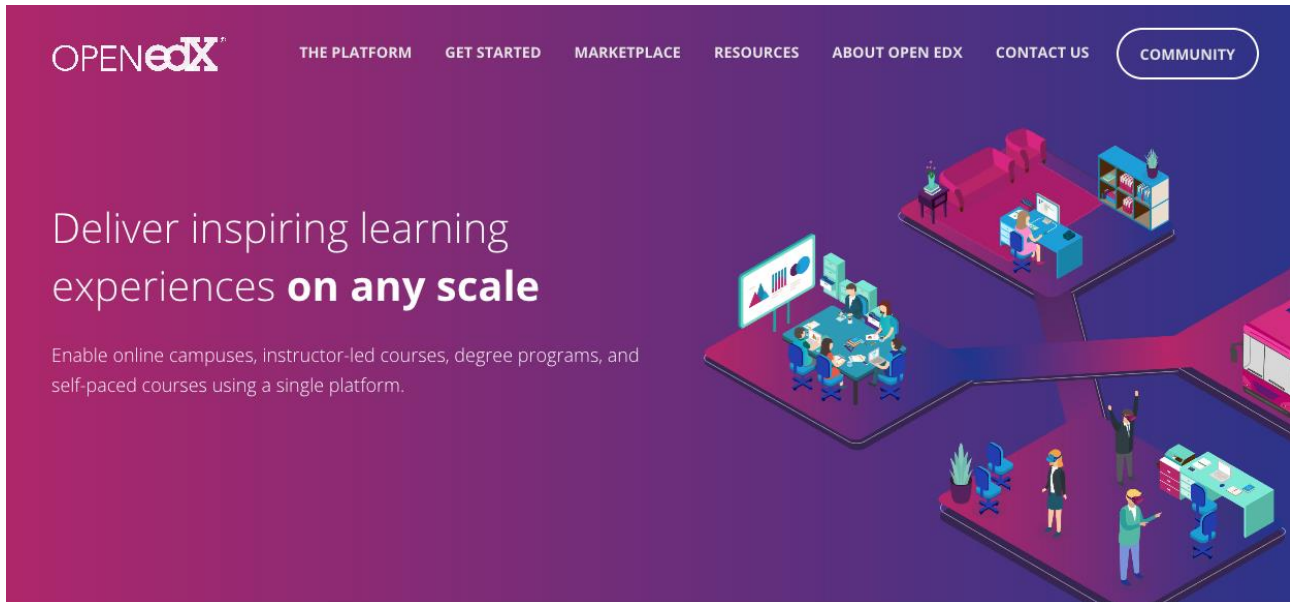 OPENedX
THE PLATFORM
GET STARTED
MARKETPLACE
RESOURCES
ABOUT OPEN EDX
CONTACT US
COMMUNITY
Deliver inspiring learning
experiences on any scale
Enable online campuses, instructor-led courses, degree programs, and
self-paced courses using a single platform.